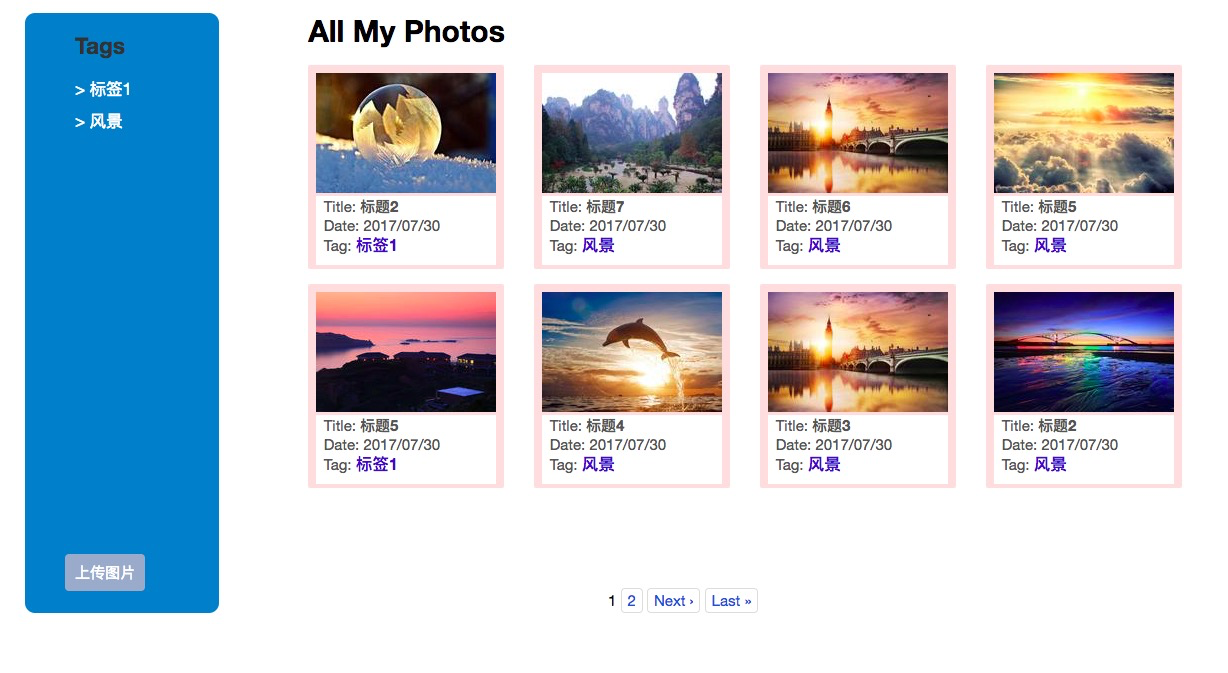 Tags
> 标签1
> 风景
上传图片
All My Photos
Title: 标题2
Date: 2017/07/30
Tag: 标签1
Title: 标题7
Date: 2017/07/30
Tag: 风景
Title: 标题6
Date: 2017/07/30
Tag: 风景
Title: 标题5
Date: 2017/07/30
Tag: 风景
Title: 标题5
Date: 2017/07/30
Tag: 标签1
Title: 标题4
Date: 2017/07/30
Tag: 风景
Title: 标题3
Date: 2017/07/30
Tag: 风景
Title: 标题2
Date: 2017/07/30
Tag: 风景
1 2 Next › Last »